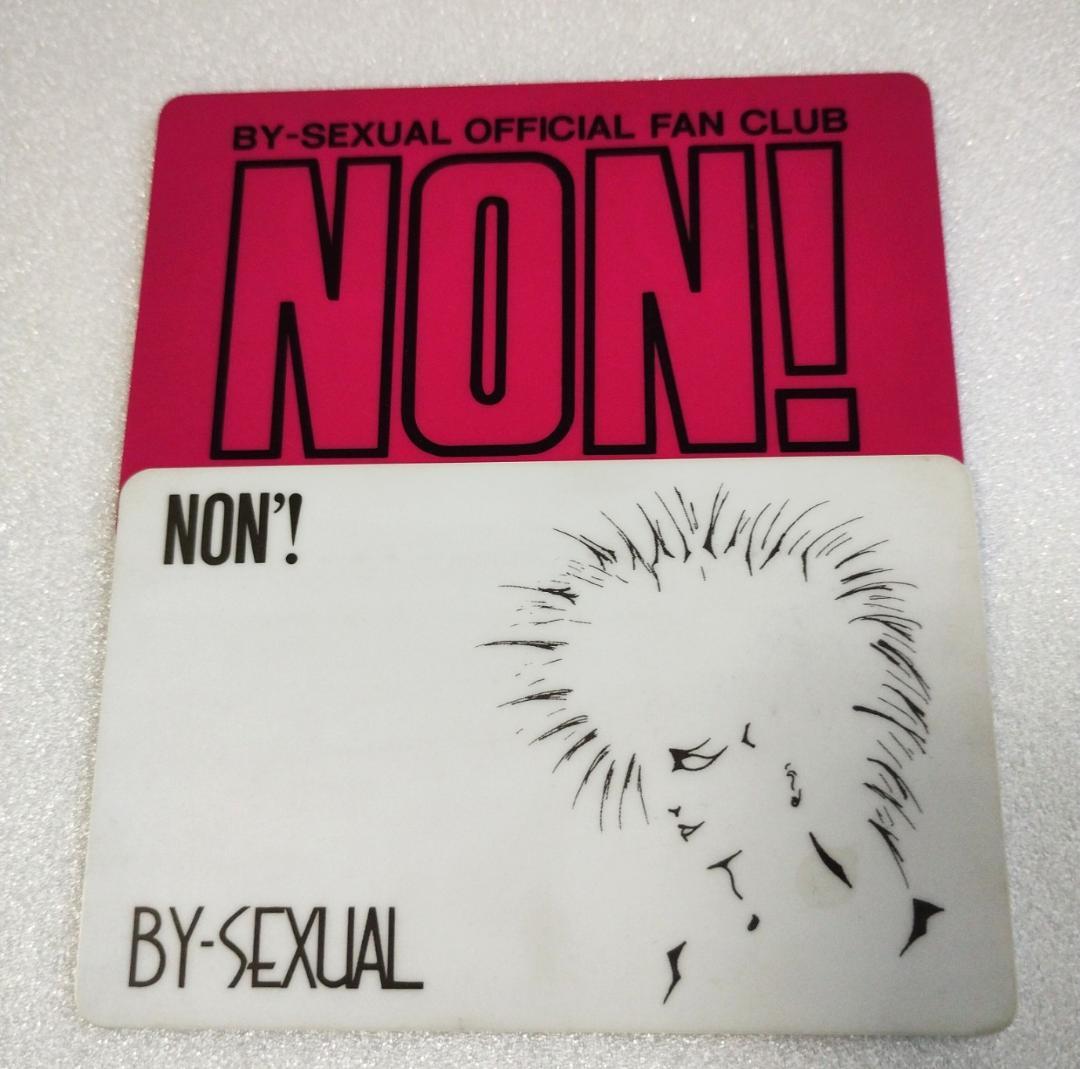 BY-SEXUAL OFFICIAL FAN CLUB
NON!
NON'!
BY-SEXUAL